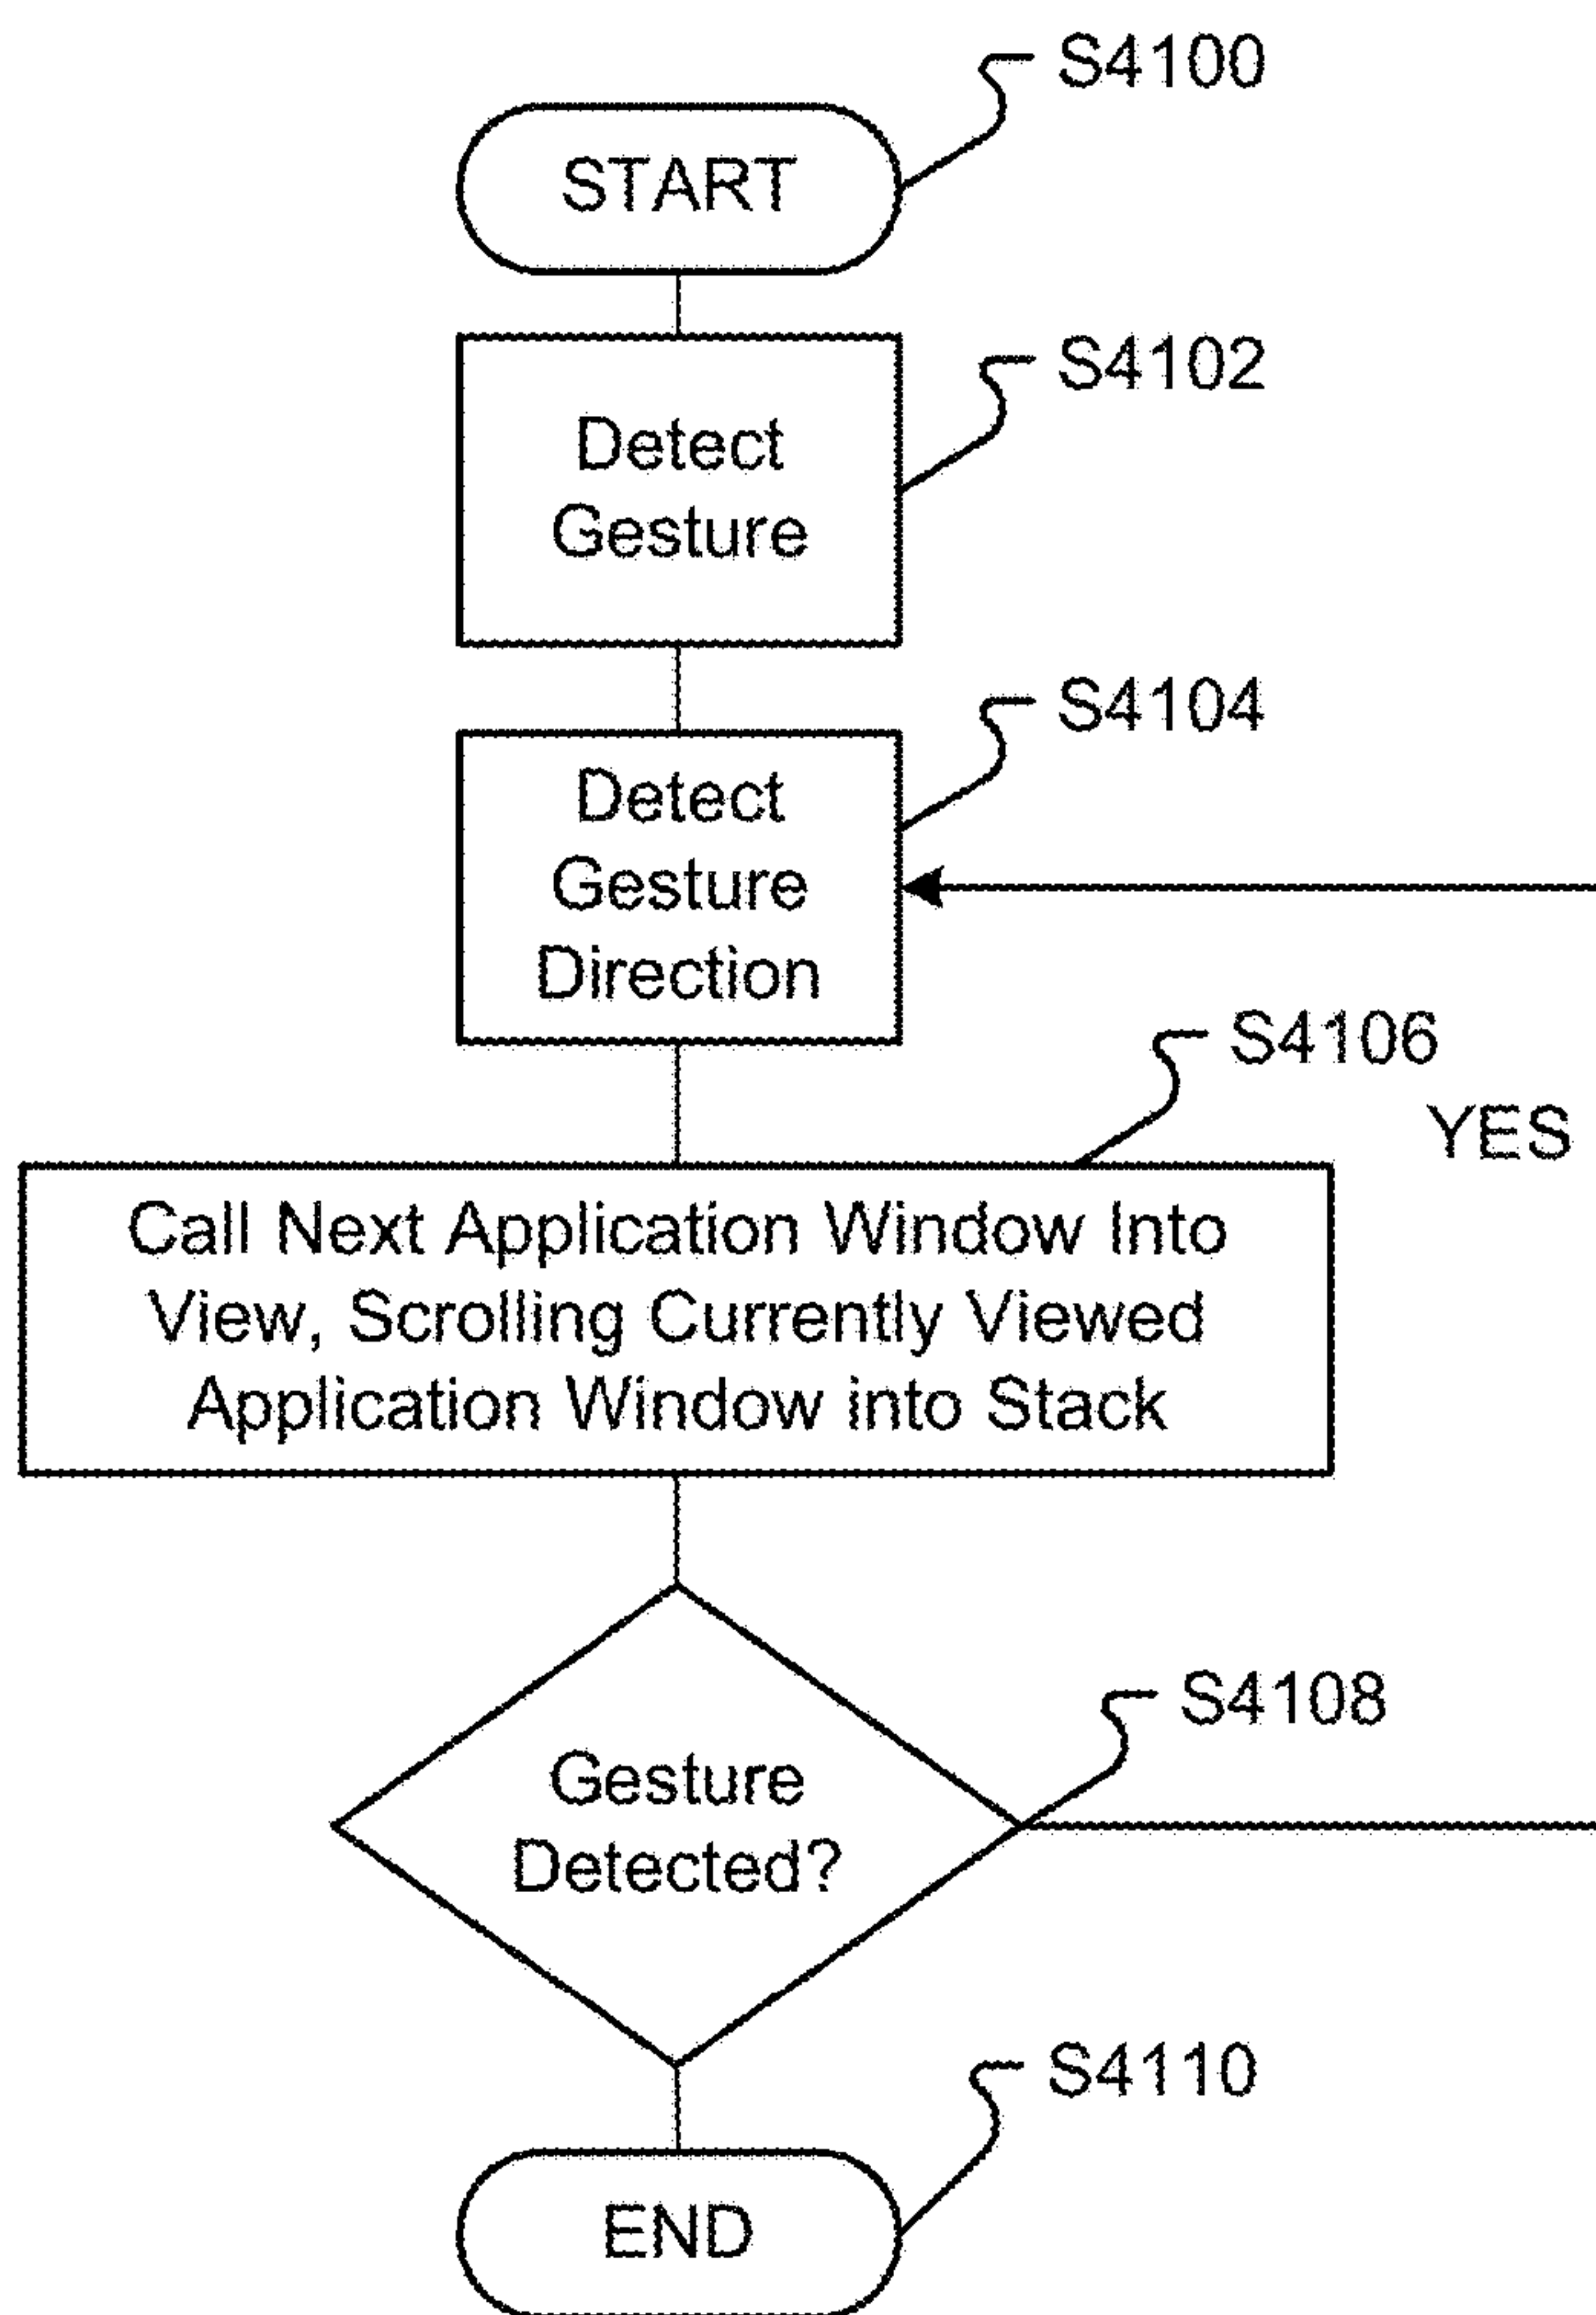 S4100
START
S4102
Detect
Gesture
S4104
Detect
Gesture
Direction
S4106
YES
Call Next Application Window Into
View, Scrolling Currently Viewed
Application Window into Stack
S4108
Gesture
Detected?
S4110
END